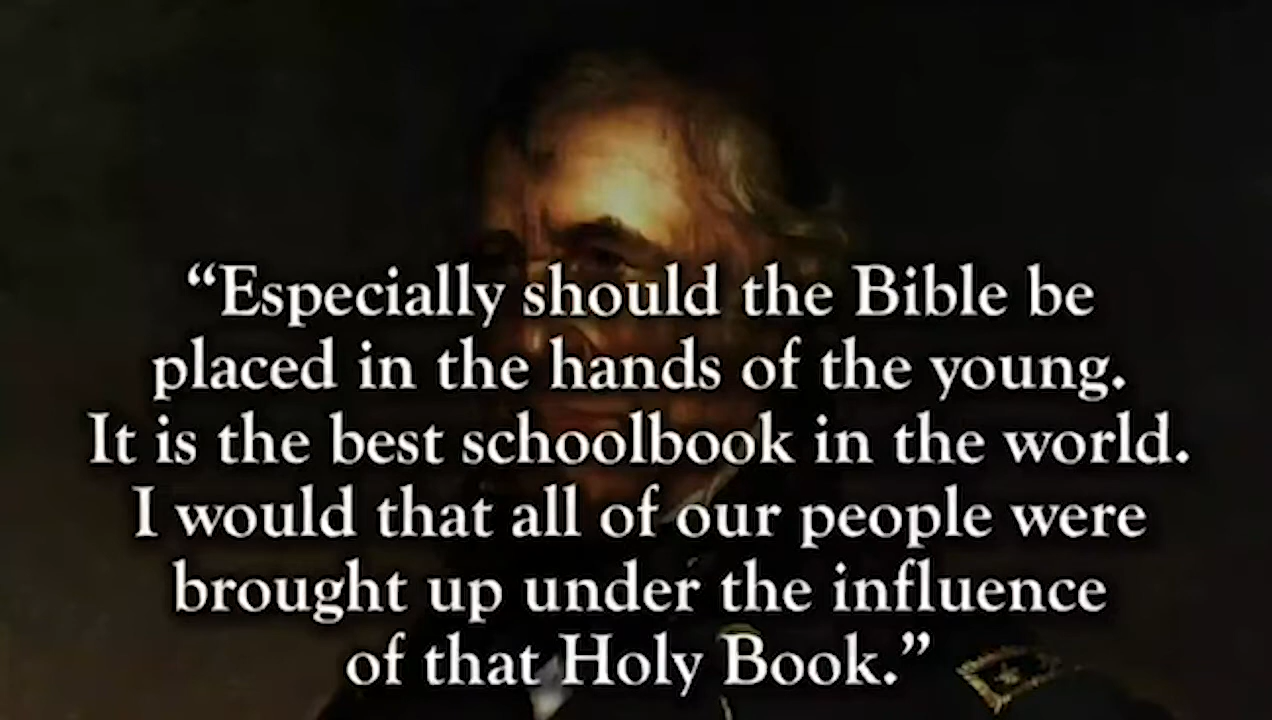 “Especially should the Bible be
placed in the hands of the young.
It is the best schoolbook in the world.
I would that all of our people were
brought up under the influence
of that Holy Book.”